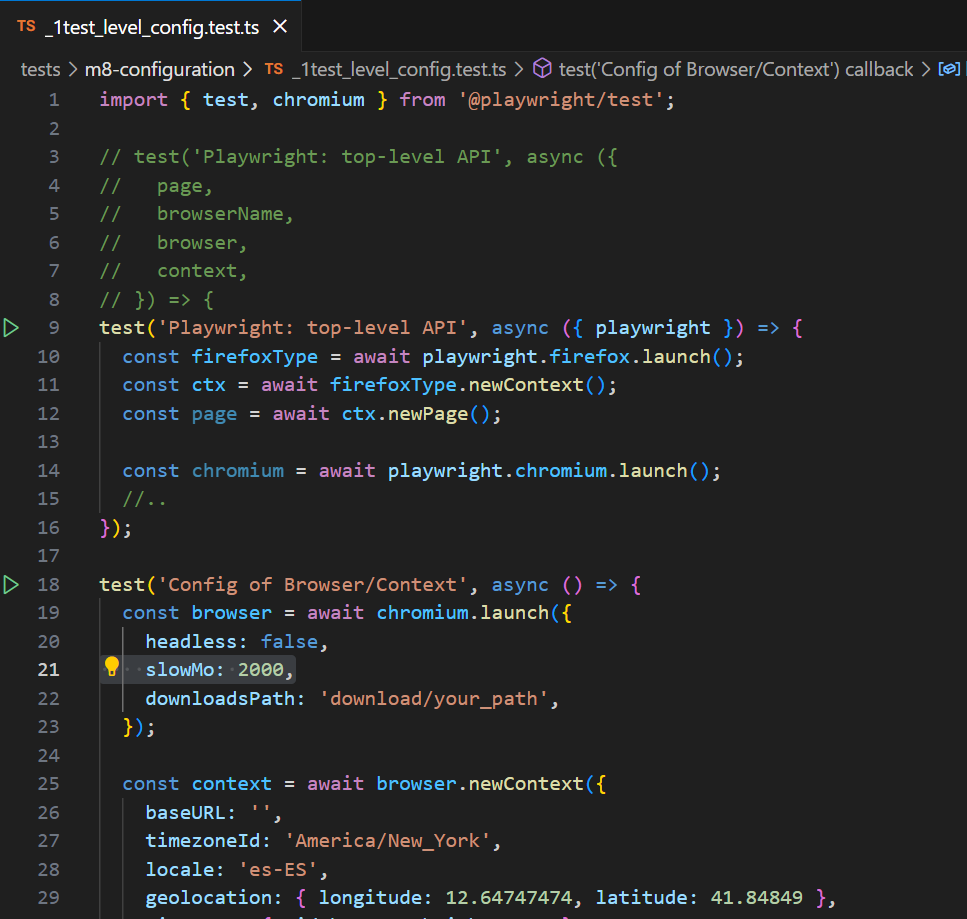 TS _1test_level_config.test.ts ×
tests > m8-configuration > TS _1test_level_config.test.ts > test('Config of Browser/Context') callback >
1 import { test, chromium } from '@playwright/test';
2
3 // test('Playwright: top-level API', async ({
4 //   page,
5 //   browserName,
6 //   browser,
7 //   context,
8 // }) => {
9 test('Playwright: top-level API', async ({ playwright }) => {
10   const firefoxType = await playwright.firefox.launch();
11   const ctx = await firefoxType.newContext();
12   const page = await ctx.newPage();
13
14   const chromium = await playwright.chromium.launch();
15   //..
16 });
17
18 test('Config of Browser/Context', async () => {
19   const browser = await chromium.launch({
20     headless: false,
21     slowMo: 2000,
22     downloadsPath: 'download/your_path',
23   });
24
25   const context = await browser.newContext({
26     baseURL: '',
27     timezoneId: 'America/New_York',
28     locale: 'es-ES',
29     geolocation: { longitude: 12.64747474, latitude: 41.84849 },